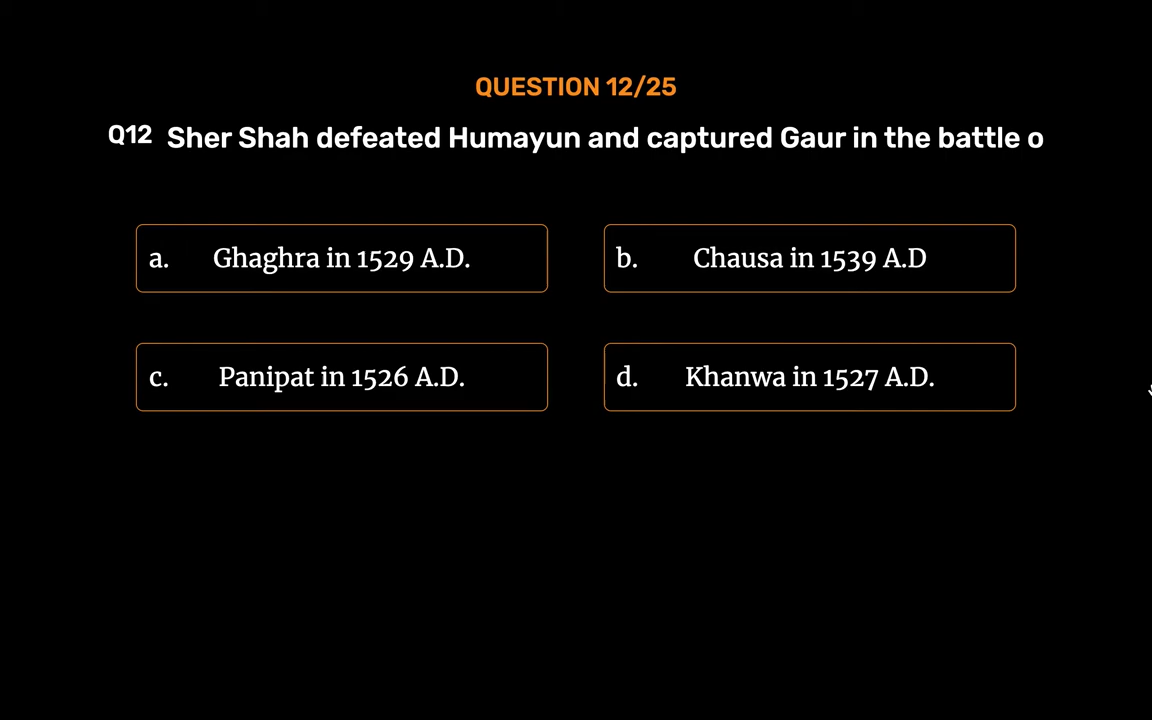 QUESTION 12/25
Q12 Sher Shah defeated Humayun and captured Gaur in the battle o
a. Ghaghra in 1529 A.D.
b. Chausa in 1539 A.D
c. Panipat in 1526 A.D.
d. Khanwa in 1527 A.D.